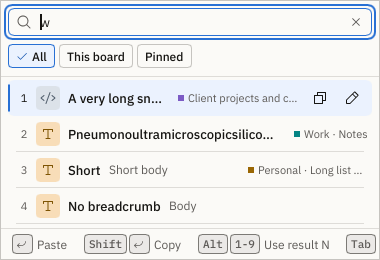 w
All This board Pinned
1 </> A very long sn... Client projects and c...
2 T Pneumonoultramicroscopicsilico... Work · Notes
3 T Short Short body Personal · Long list ...
4 T No breadcrumb Body
Paste Shift Copy Alt 1-9 Use result N Tab